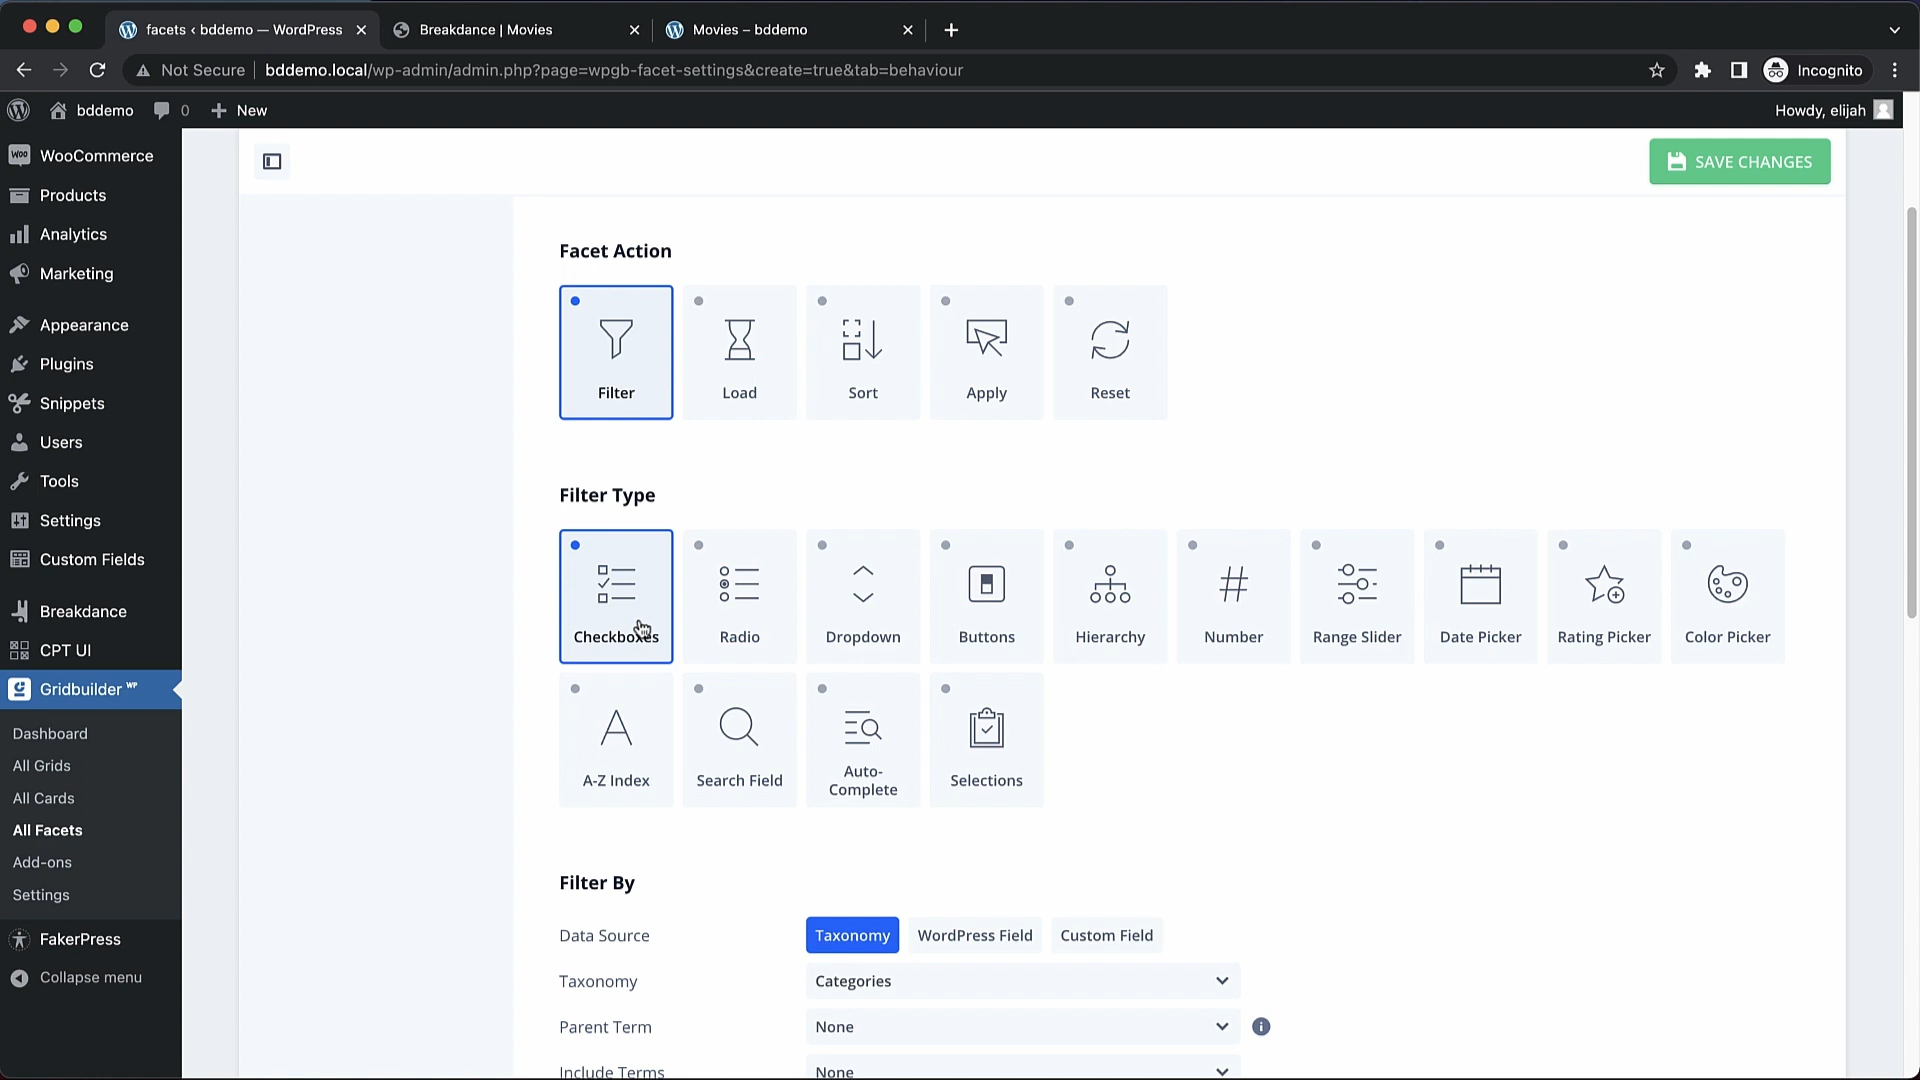 facets ‹ bddemo — WordPress
Breakdance | Movies
Movies – bddemo
Not Secure
bddemo.local/wp-admin/admin.php?page=wpgb-facet-settings&create=true&tab=behaviour
Incognito
bddemo
0
New
Howdy, elijah
Woo
WooCommerce
Products
Analytics
Marketing
Appearance
Plugins
Snippets
Users
Tools
Settings
Custom Fields
Breakdance
CPT UI
Gridbuilder ᵂᴾ
Dashboard
All Grids
All Cards
All Facets
Add-ons
Settings
FakerPress
Collapse menu
SAVE CHANGES
Facet Action
Filter
Load
Sort
Apply
Reset
Filter Type
Checkboxes
Radio
Dropdown
Buttons
Hierarchy
Number
Range Slider
Date Picker
Rating Picker
Color Picker
A-Z Index
Search Field
Auto-
Complete
Selections
Filter By
Data Source
Taxonomy
WordPress Field
Custom Field
Taxonomy
Categories
Parent Term
None
Include Terms
None